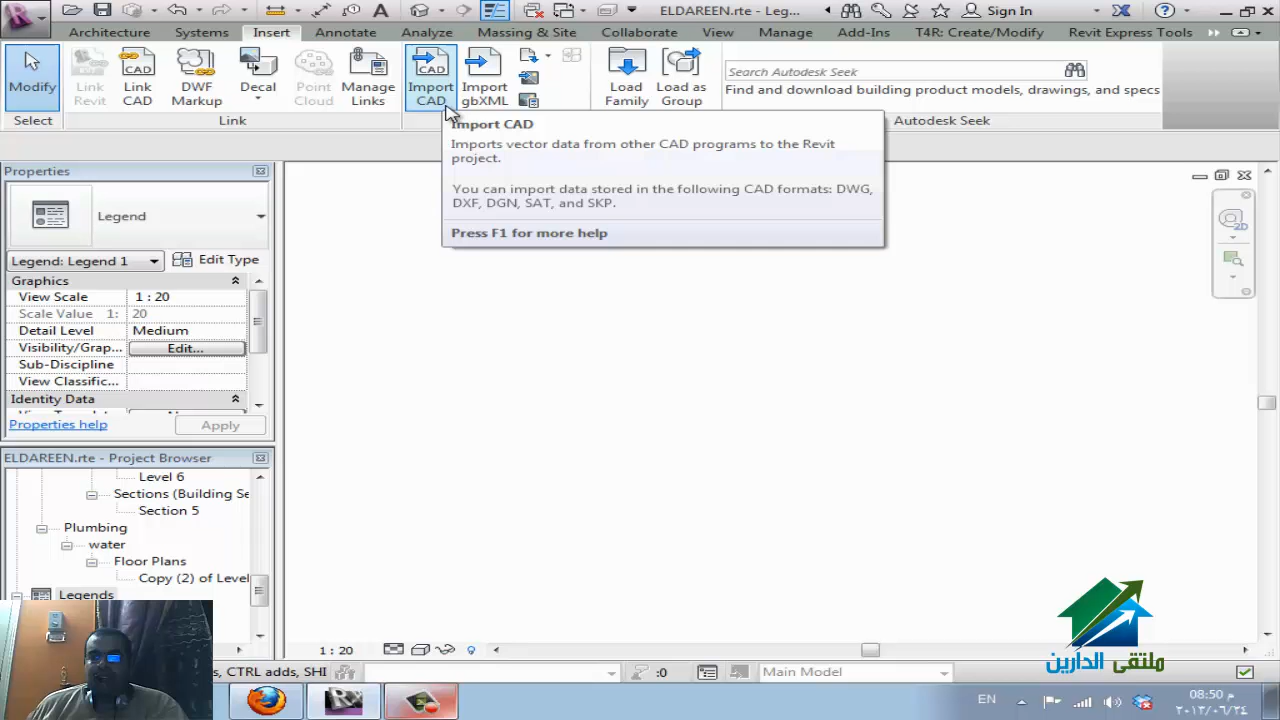 ELDAREEN.rte - Leg...
Sign In
Architecture
Systems
Insert
Annotate
Analyze
Massing & Site
Collaborate
View
Manage
Add-Ins
T4R: Create/Modify
Revit Express Tools
Modify
Link Revit
Link CAD
DWF Markup
Decal
Point Cloud
Manage Links
Import CAD
Import gbXML
Load Family
Load as Group
Search Autodesk Seek
Find and download building product models, drawings, and specs
Select
Link
Autodesk Seek
Import CAD
Imports vector data from other CAD programs to the Revit
project.
You can import data stored in the following CAD formats: DWG,
DXF, DGN, SAT, and SKP.
Press F1 for more help
Properties
Legend
Legend: Legend 1
Edit Type
Graphics
View Scale 1 : 20
Scale Value 1: 20
Detail Level Medium
Visibility/Grap... Edit...
Sub-Discipline
View Classific...
Identity Data
Properties help
Apply
ELDAREEN.rte - Project Browser
Level 6
Sections (Building Se
Section 5
Plumbing
water
Floor Plans
Copy (2) of Level
Legends
2D
1 : 20
ملتقى الدارين
s, CTRL adds, SHI
:0
Main Model
EN
08:50 م
٢٠١٣/٠٦/٢٤